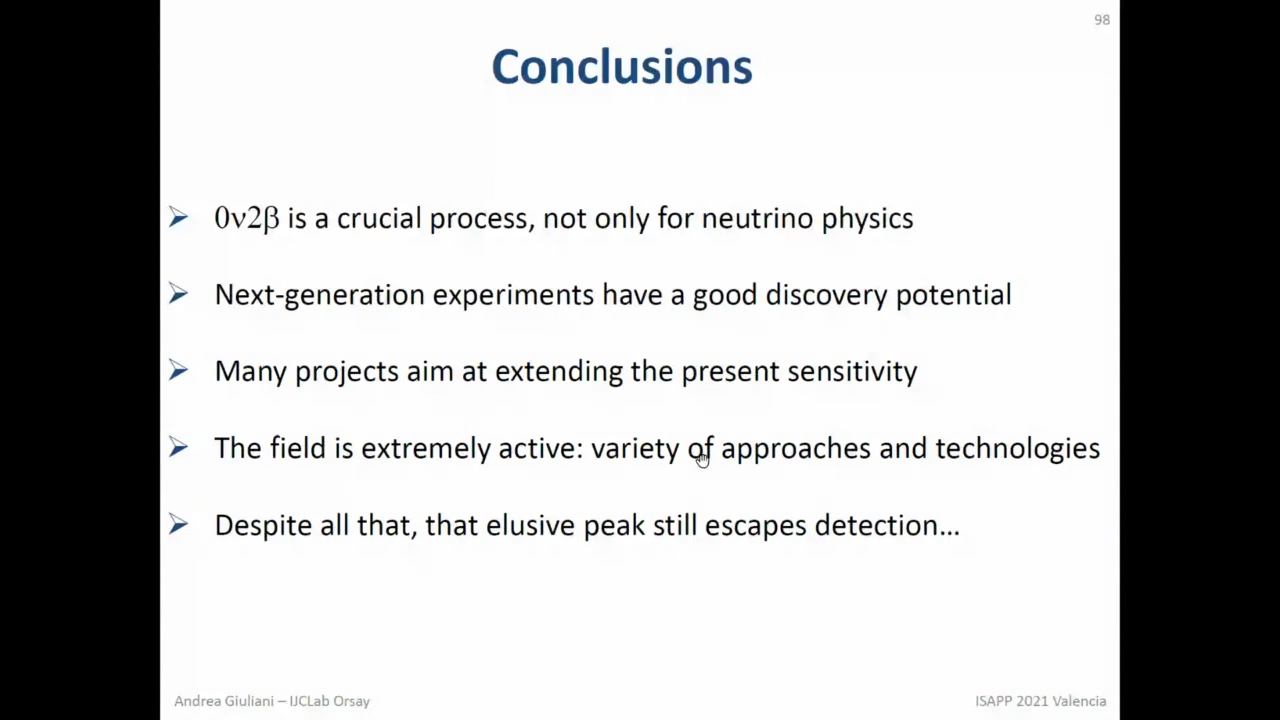 98
Conclusions
➢ 0ν2β is a crucial process, not only for neutrino physics
➢ Next-generation experiments have a good discovery potential
➢ Many projects aim at extending the present sensitivity
➢ The field is extremely active: variety of approaches and technologies
➢ Despite all that, that elusive peak still escapes detection…
Andrea Giuliani – IJCLab Orsay
ISAPP 2021 Valencia